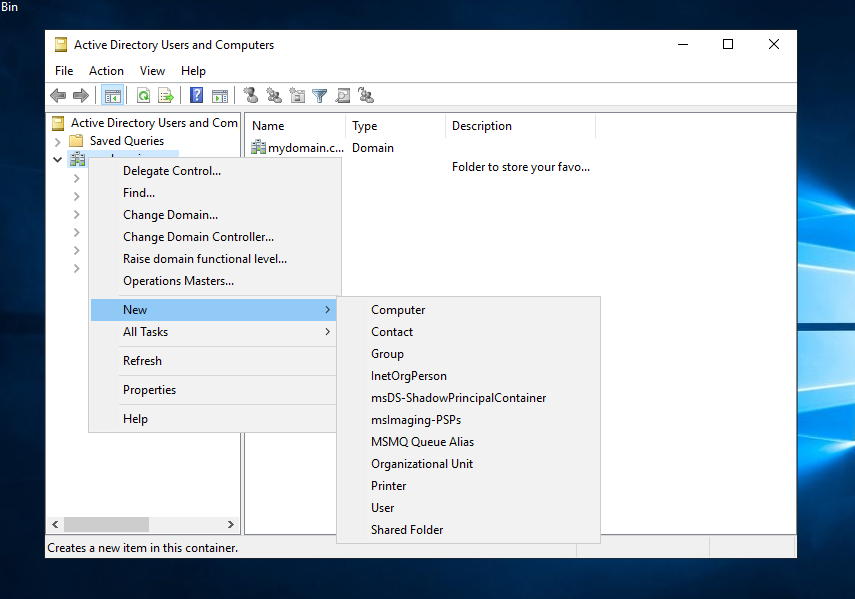 Bin
Active Directory Users and Computers
File Action View Help
Active Directory Users and Com
Saved Queries
Name Type Description
mydomain.c... Domain
Folder to store your favo...
Delegate Control...
Find...
Change Domain...
Change Domain Controller...
Raise domain functional level...
Operations Masters...
New
All Tasks
Refresh
Properties
Help
Computer
Contact
Group
InetOrgPerson
msDS-ShadowPrincipalContainer
msImaging-PSPs
MSMQ Queue Alias
Organizational Unit
Printer
User
Shared Folder
Creates a new item in this container.